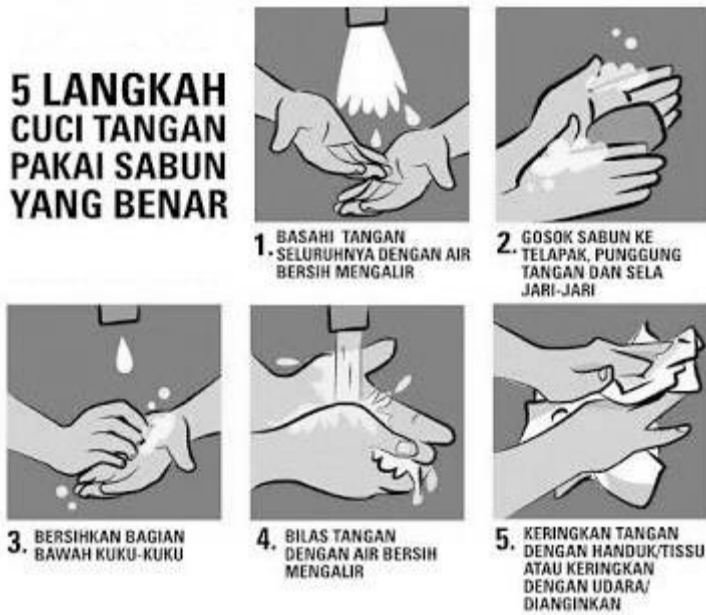 5 LANGKAH
CUCI TANGAN
PAKAI SABUN
YANG BENAR
1. BASAHI TANGAN
SELURUHNYA DENGAN AIR
BERSIH MENGALIR
2. GOSOK SABUN KE
TELAPAK, PUNGGUNG
TANGAN DAN SELA
JARI-JARI
3. BERSIHKAN BAGIAN
BAWAH KUKU-KUKU
4. BILAS TANGAN
DENGAN AIR BERSIH
MENGALIR
5. KERINGKAN TANGAN
DENGAN HANDUK/TISSU
ATAU KERINGKAN
DENGAN UDARA/
DIANGINKAN